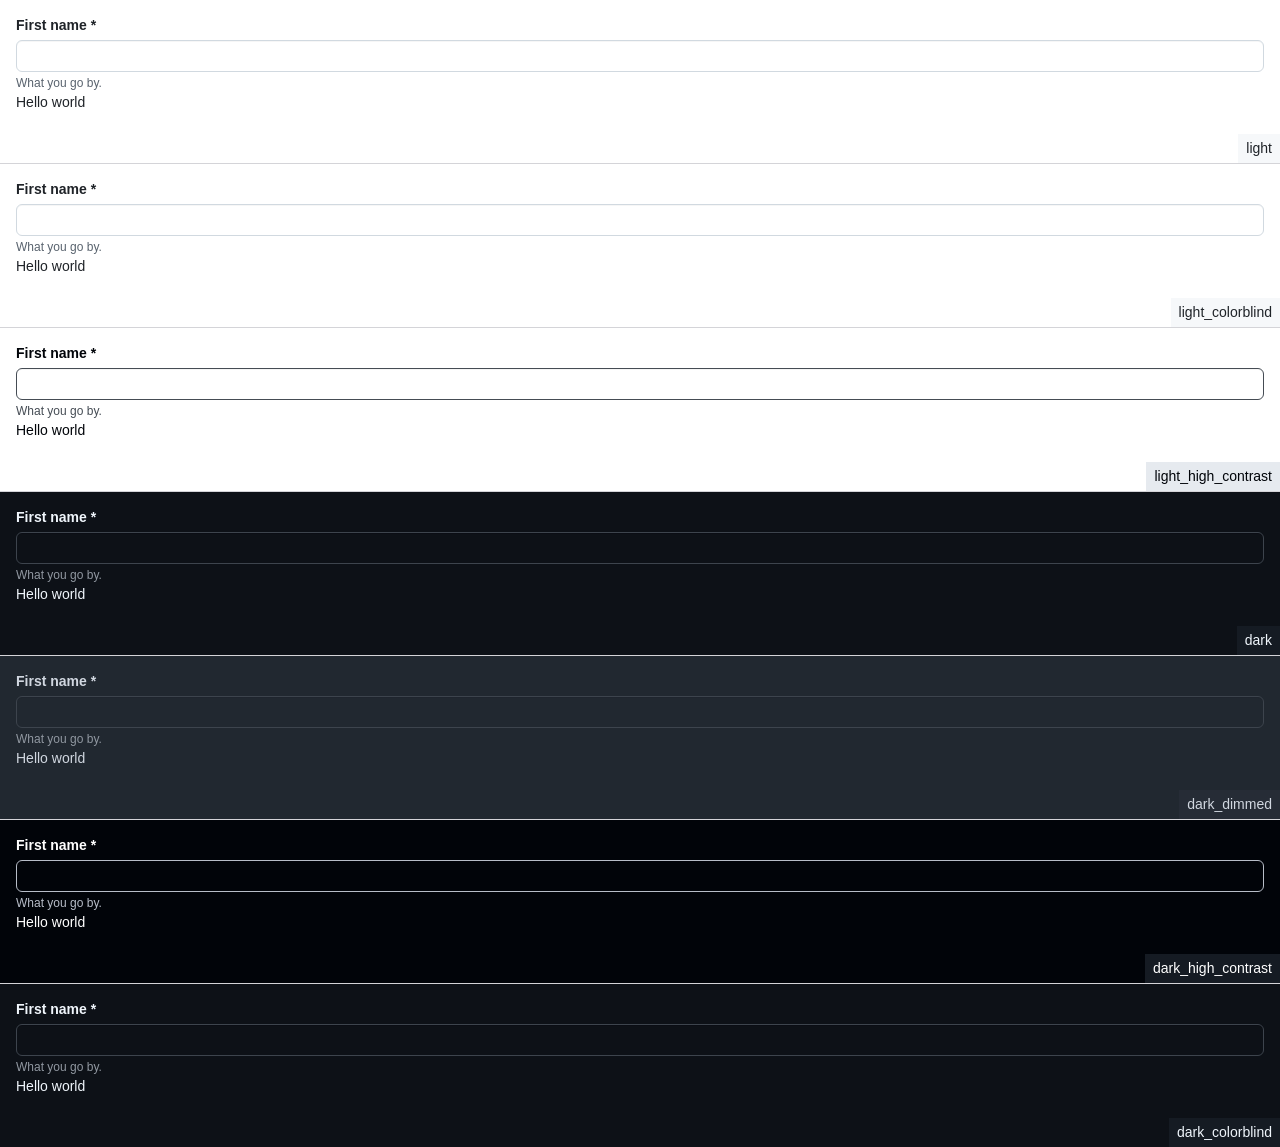 First name *
What you go by.
Hello world
light
First name *
What you go by.
Hello world
light_colorblind
First name *
What you go by.
Hello world
light_high_contrast
First name *
What you go by.
Hello world
dark
First name *
What you go by.
Hello world
dark_dimmed
First name *
What you go by.
Hello world
dark_high_contrast
First name *
What you go by.
Hello world
dark_colorblind